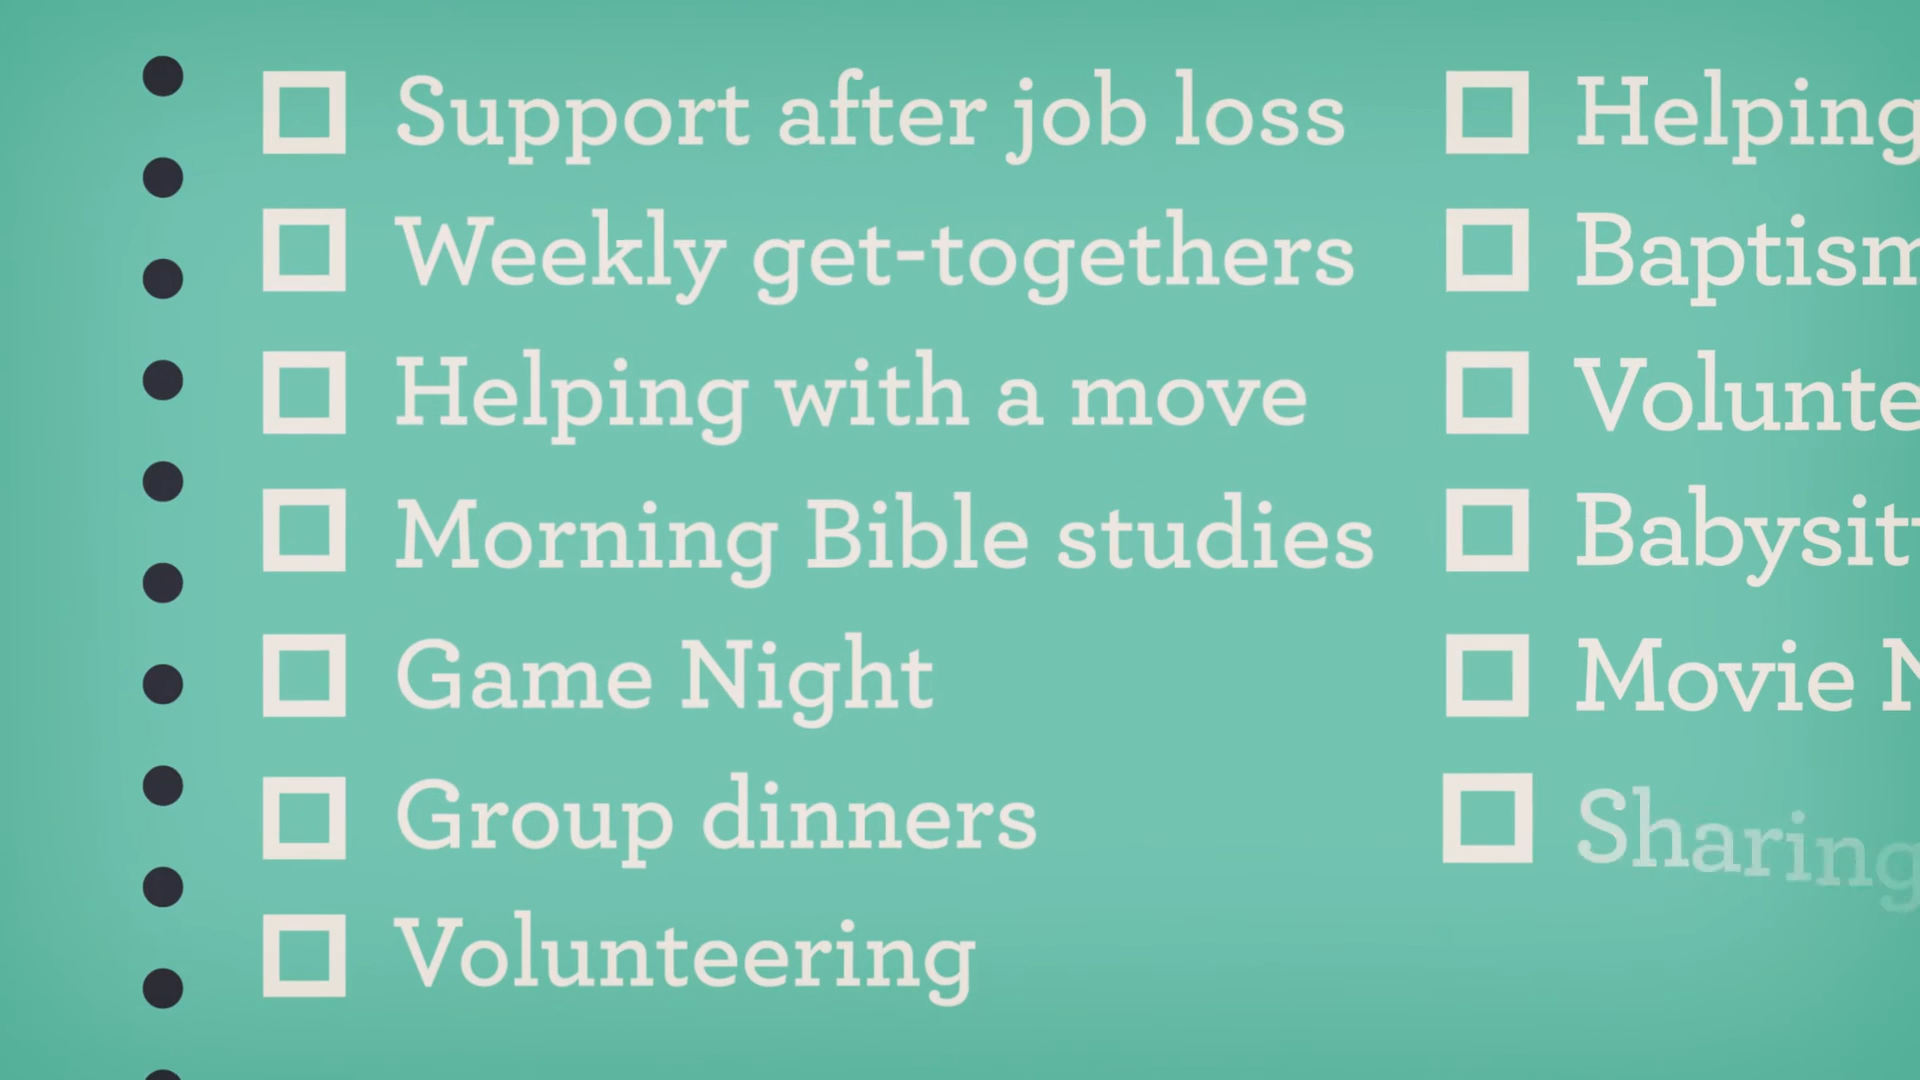 Support after job loss
Weekly get-togethers
Helping with a move
Morning Bible studies
Game Night
Group dinners
Volunteering
Helping
Baptism
Volunte
Babysit
Movie N
Sharing